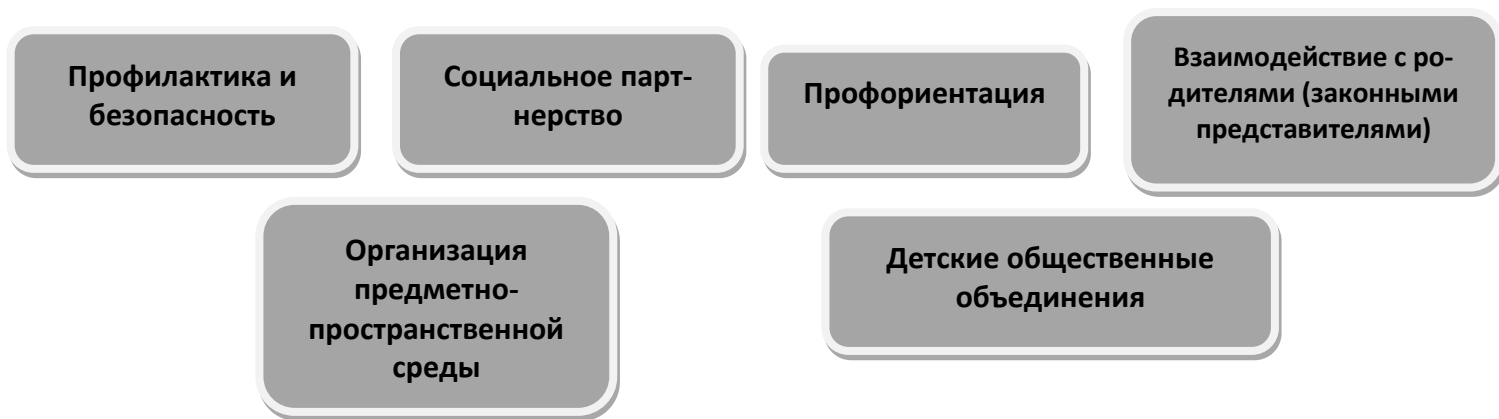 Профилактика и
безопасность
Социальное парт-
нерство
Профориентация
Взаимодействие с ро-
дителями (законными
представителями)
Организация
предметно-
пространственной
среды
Детские общественные
объединения